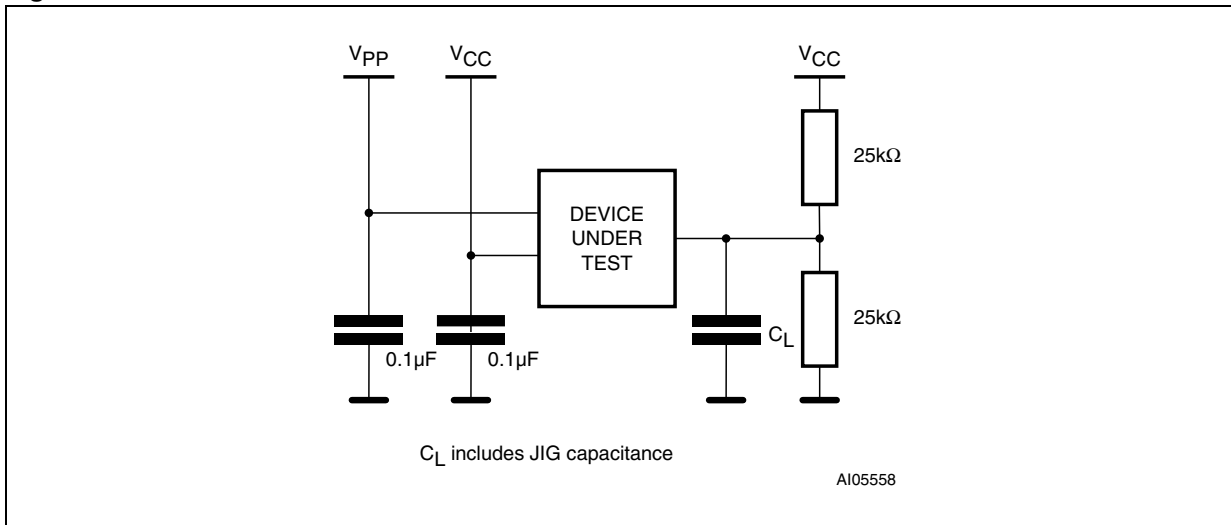 VPP
VCC
VCC
25kΩ
DEVICE
UNDER
TEST
25kΩ
CL
0.1µF
0.1µF
CL includes JIG capacitance
AI05558